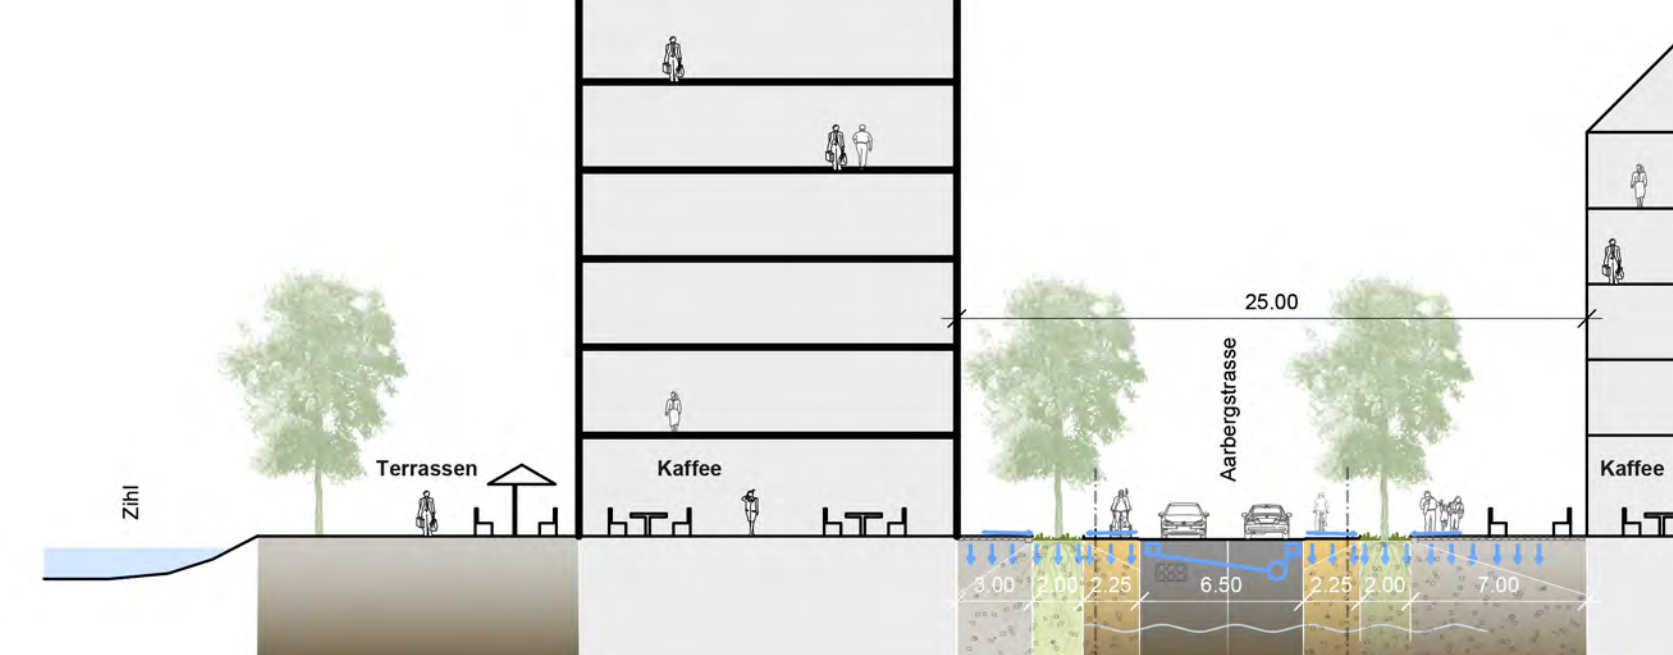 Zihl
Terrassen
Kaffee
25.00
Aarbergstrasse
Kaffee
3.00
2.00
2.25
6.50
2.25
2.00
7.00